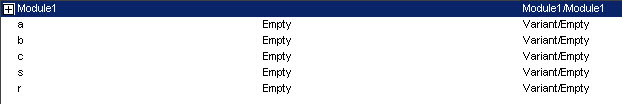 Module1 Module1/Module1
a Empty Variant/Empty
b Empty Variant/Empty
c Empty Variant/Empty
s Empty Variant/Empty
r Empty Variant/Empty